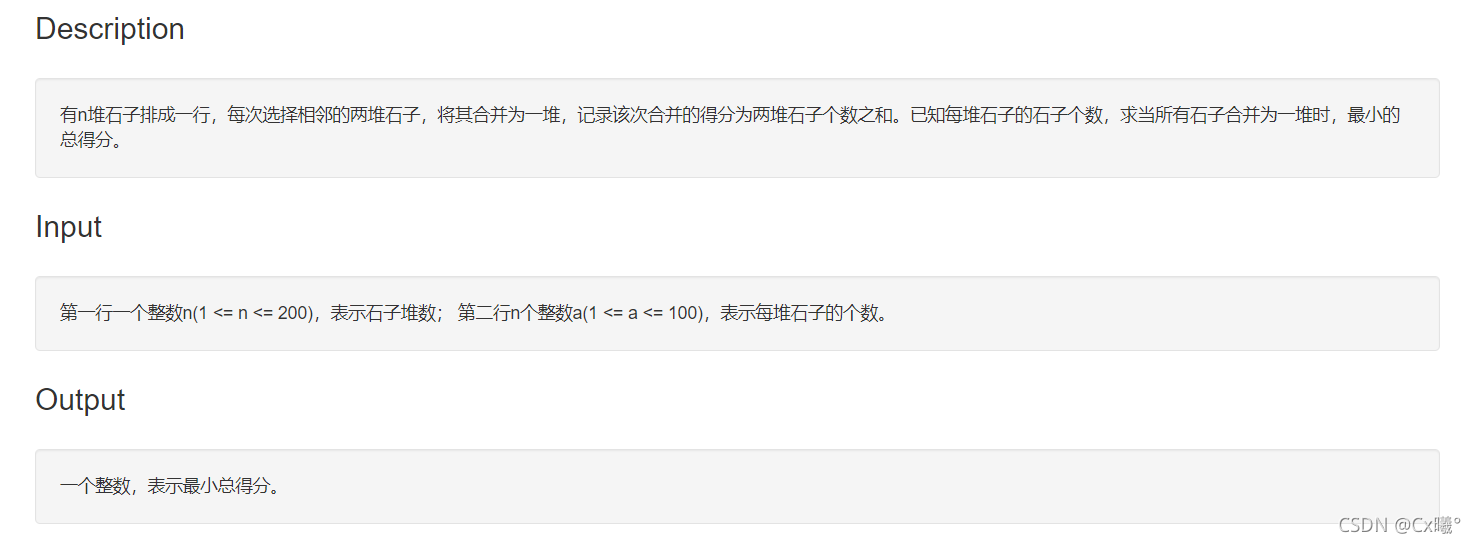 Description
有n堆石子排成一行，每次选择相邻的两堆石子，将其合并为一堆，记录该次合并的得分为两堆石子个数之和。已知每堆石子的石子个数，求当所有石子合并为一堆时，最小的
总得分。
Input
第一行一个整数n(1 <= n <= 200)，表示石子堆数； 第二行n个整数a(1 <= a <= 100)，表示每堆石子的个数。
Output
一个整数，表示最小总得分。
CSDN @Cx曦°